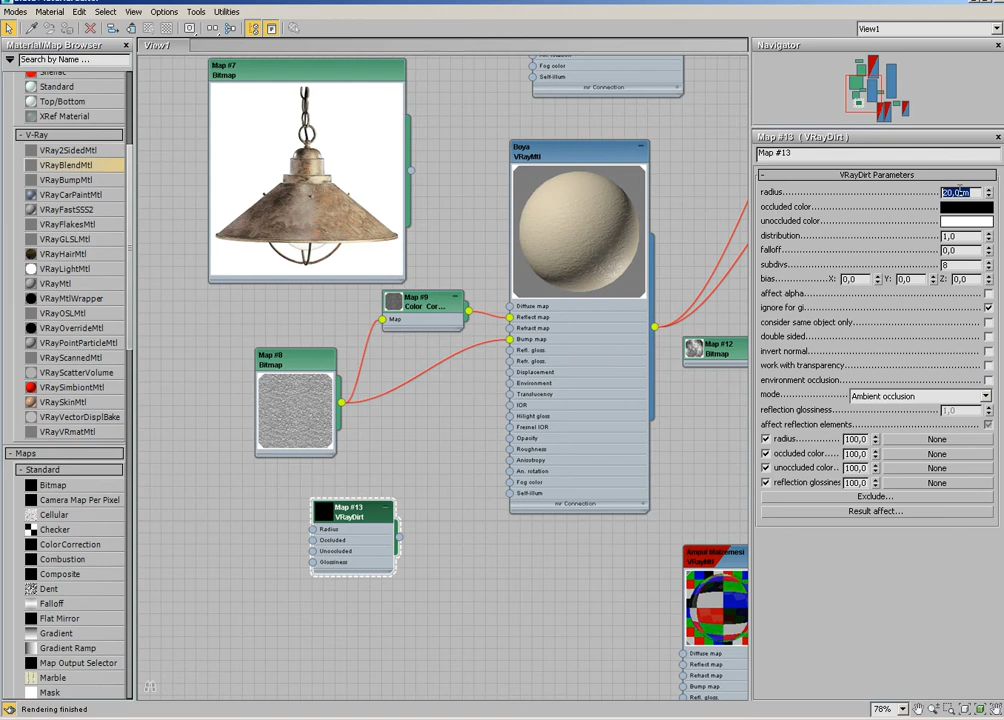 Modes Material Edit Select View Options Tools Utilities
View1
Material/Map Browser
Search by Name ...
Shellac
Standard
Top/Bottom
XRef Material
- V-Ray
VRay2SidedMtl
VRayBlendMtl
VRayBumpMtl
VRayCarPaintMtl
VRayFastSSS2
VRayFlakesMtl
VRayGLSLMtl
VRayHairMtl
VRayLightMtl
VRayMtl
VRayMtlWrapper
VRayOSLMtl
VRayOverrideMtl
VRayPointParticleMtl
VRayScannedMtl
VRayScatterVolume
VRaySimbiontMtl
VRaySkinMtl
VRayVectorDisplBake
VRayVRmatMtl
- Maps
- Standard
Bitmap
Camera Map Per Pixel
Cellular
Checker
ColorCorrection
Combustion
Composite
Dent
Falloff
Flat Mirror
Gradient
Gradient Ramp
Map Output Selector
Marble
Mask
Rendering finished
View1
Map #7
Bitmap
Fog color
Self-illum
mr Connection
Boya
VRayMtl
Diffuse map
Reflect map
Refract map
Bump map
Refl. gloss.
Refr. gloss.
Displacement
Environment
Translucency
IOR
Hilight gloss
Fresnel IOR
Opacity
Roughness
Anisotropy
An. rotation
Fog color
Self-illum
mr Connection
Map #9
Color Cor...
Map
Map #8
Bitmap
Map #13
VRayDirt
Radius
Occluded
Unoccluded
Glossiness
Map #12
Bitmap
Ampul Malzemesi
VRayMtl
Diffuse map
Reflect map
Refract map
Bump map
Refl. gloss.
Navigator
Map #13 ( VRayDirt )
Map #13
- VRayDirt Parameters
radius
occluded color
unoccluded color
distribution 1,0
falloff 0,0
subdivs 8
bias X: 0,0 Y: 0,0 Z: 0,0
affect alpha
ignore for gi
consider same object only
double sided
invert normal
work with transparency
environment occlusion
mode Ambient occlusion
reflection glossiness 1,0
affect reflection elements
radius 100,0 None
occluded color 100,0 None
unoccluded color 100,0 None
reflection glossines 100,0 None
Exclude...
Result affect...
78%